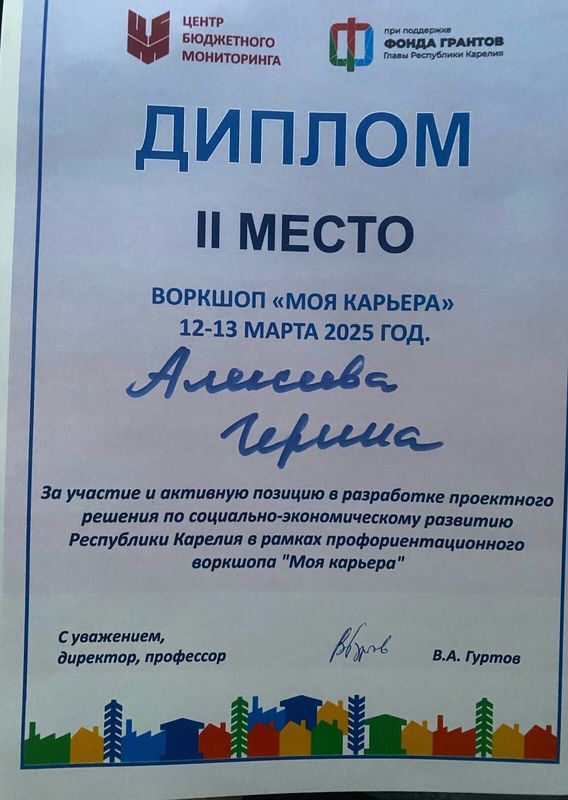 ЦЕНТР
БЮДЖЕТНОГО
МОНИТОРИНГА
при поддержке
ФОНДА ГРАНТОВ
Главы Республики Карелия
ДИПЛОМ
II МЕСТО
ВОРКШОП «МОЯ КАРЬЕРА»
12-13 МАРТА 2025 ГОД.
Алексеева
За участие и активную позицию в разработке проектного
решения по социально-экономическому развитию
Республики Карелия в рамках профориентационного
воркшопа "Моя карьера"
С уважением,
директор, профессор
В.А. Гуртов